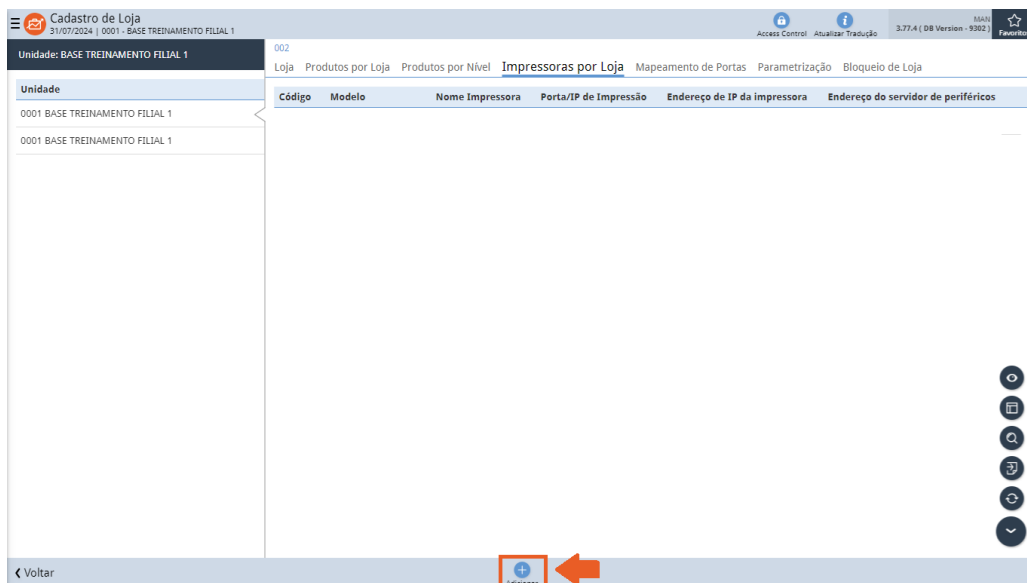 Cadastro de Loja
31/07/2024 | 0001 - BASE TREINAMENTO FILIAL 1
Access Control
Atualizar Tradução
MAN
3.77.4 ( DB Version - 9302 )
Favorito
Unidade: BASE TREINAMENTO FILIAL 1
Unidade
0001 BASE TREINAMENTO FILIAL 1
0001 BASE TREINAMENTO FILIAL 1
002
Loja Produtos por Loja Produtos por Nível Impressoras por Loja Mapeamento de Portas Parametrização Bloqueio de Loja
Código Modelo Nome Impressora Porta/IP de Impressão Endereço de IP da impressora Endereço do servidor de periféricos
Voltar
Adicionar